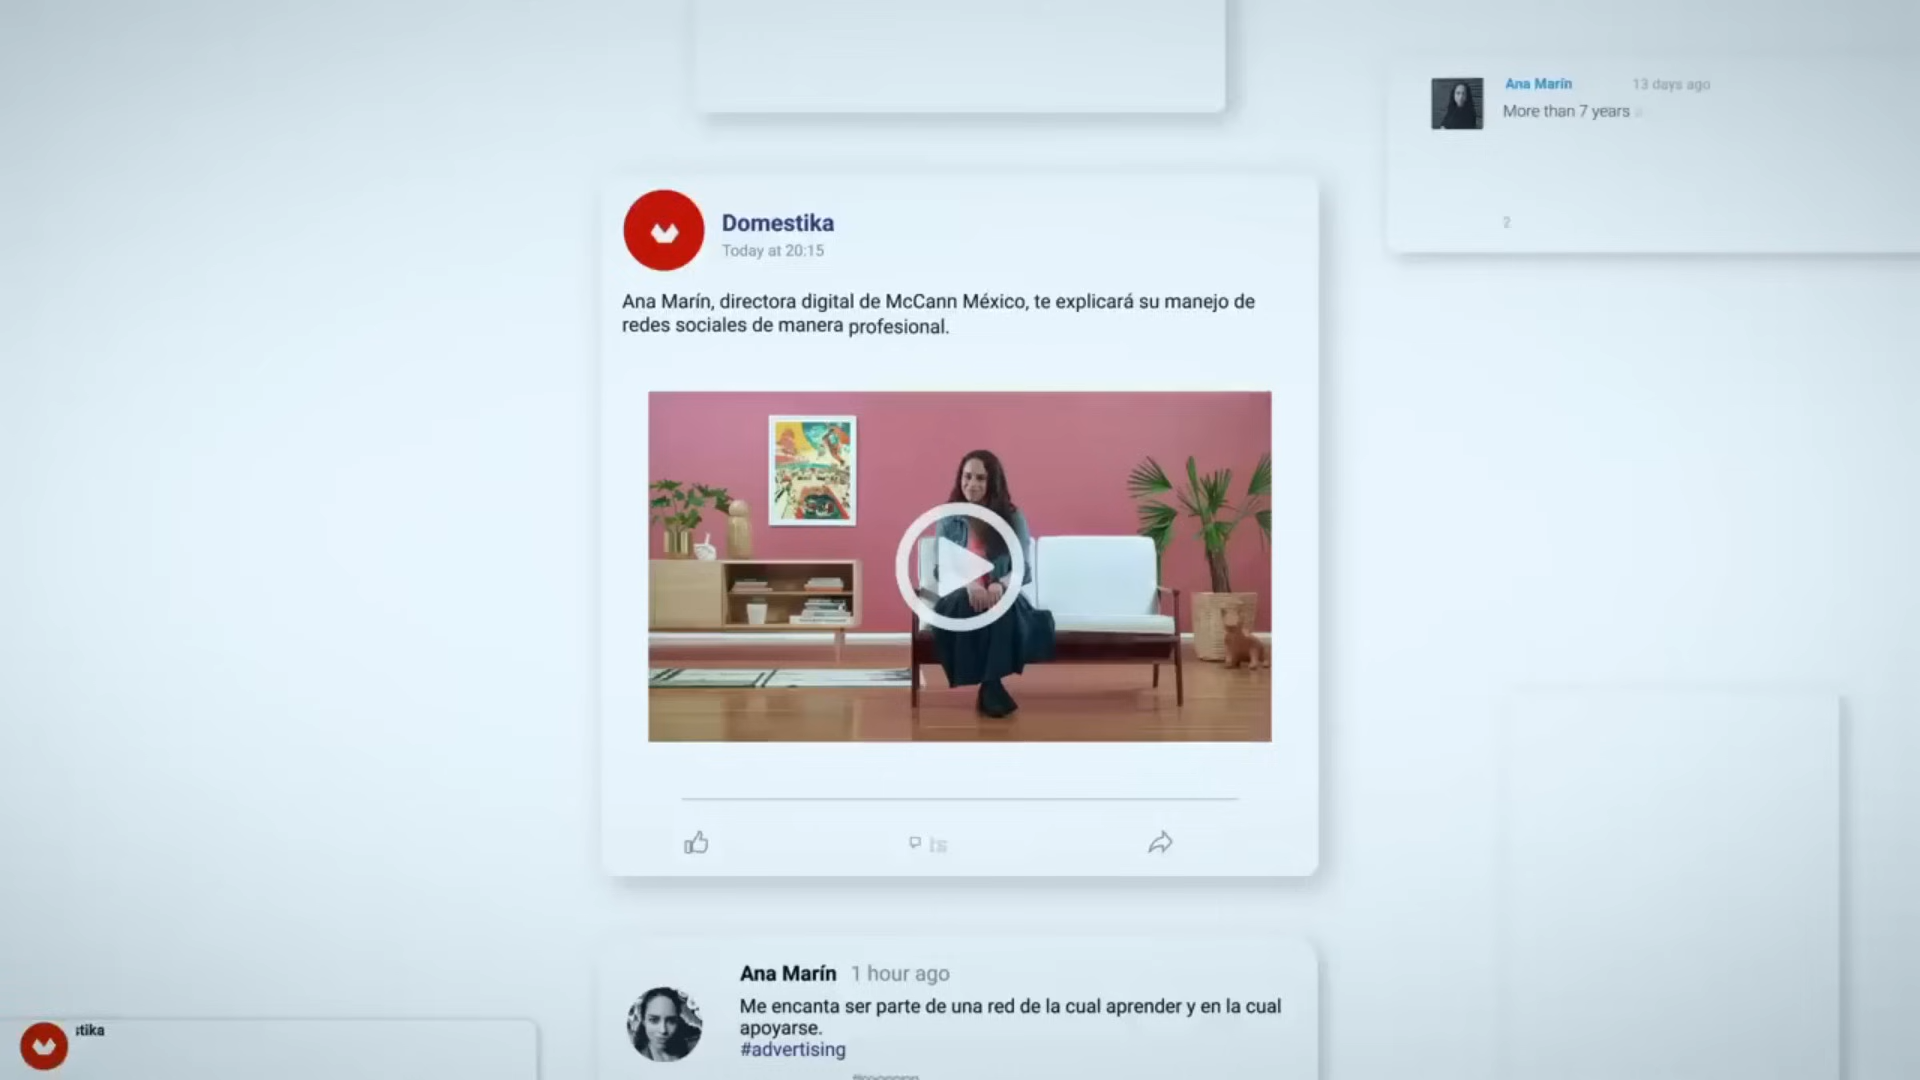 Ana Marín 13 days ago
More than 7 years
2
Domestika
Today at 20:15
Ana Marín, directora digital de McCann México, te explicará su manejo de
redes sociales de manera profesional.
Ana Marín 1 hour ago
Me encanta ser parte de una red de la cual aprender y en la cual
apoyarse.
#advertising
stika